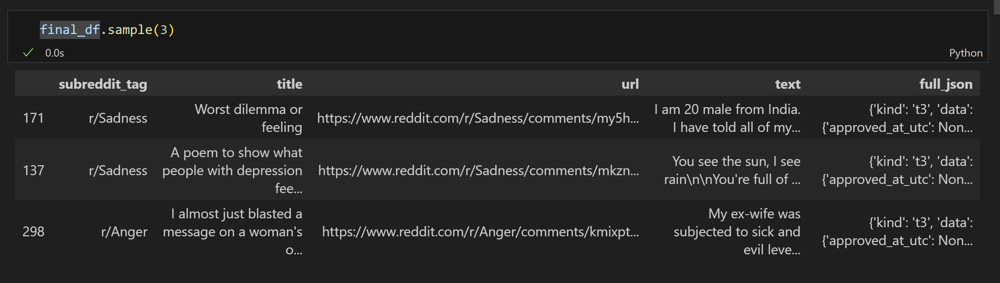 final_df.sample(3)
0.0s
Python
subreddit_tag title url text full_json
171 r/Sadness Worst dilemma or feeling https://www.reddit.com/r/Sadness/comments/my5h... I am 20 male from India. I have told all of my... {'kind': 't3', 'data': {'approved_at_utc': Non...
137 r/Sadness A poem to show what people with depression fee... https://www.reddit.com/r/Sadness/comments/mkzn... You see the sun, I see rain\n\nYou're full of ... {'kind': 't3', 'data': {'approved_at_utc': Non...
298 r/Anger I almost just blasted a message on a woman's o... https://www.reddit.com/r/Anger/comments/kmixpt... My ex-wife was subjected to sick and evil leve... {'kind': 't3', 'data': {'approved_at_utc': Non...